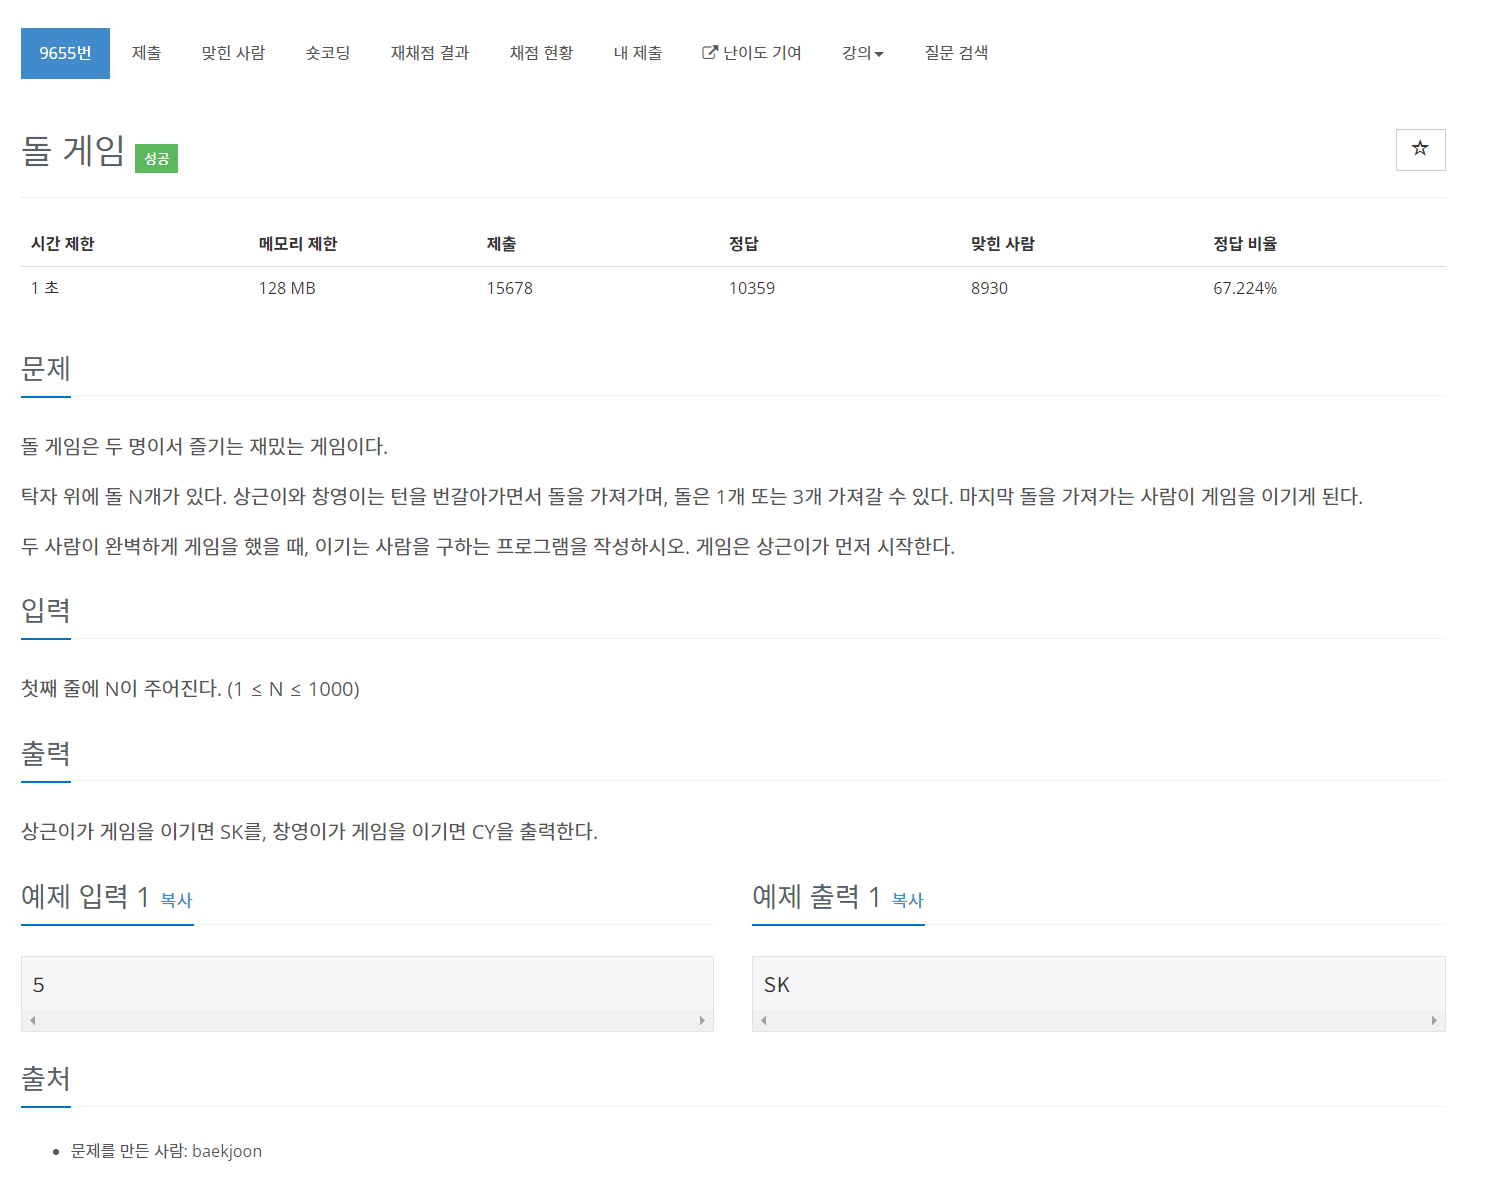 9655번 제출 맞힌 사람 숏코딩 재채점 결과 채점 현황 내 제출 난이도 기여 강의 질문 검색
돌 게임 성공
시간 제한 메모리 제한 제출 정답 맞힌 사람 정답 비율
1 초 128 MB 15678 10359 8930 67.224%
문제
돌 게임은 두 명이서 즐기는 재밌는 게임이다.
탁자 위에 돌 N개가 있다. 상근이와 창영이는 턴을 번갈아가면서 돌을 가져가며, 돌은 1개 또는 3개 가져갈 수 있다. 마지막 돌을 가져가는 사람이 게임을 이기게 된다.
두 사람이 완벽하게 게임을 했을 때, 이기는 사람을 구하는 프로그램을 작성하시오. 게임은 상근이가 먼저 시작한다.
입력
첫째 줄에 N이 주어진다. (1 ≤ N ≤ 1000)
출력
상근이가 게임을 이기면 SK를, 창영이가 게임을 이기면 CY을 출력한다.
예제 입력 1 복사
5
예제 출력 1 복사
SK
출처
• 문제를 만든 사람: baekjoon